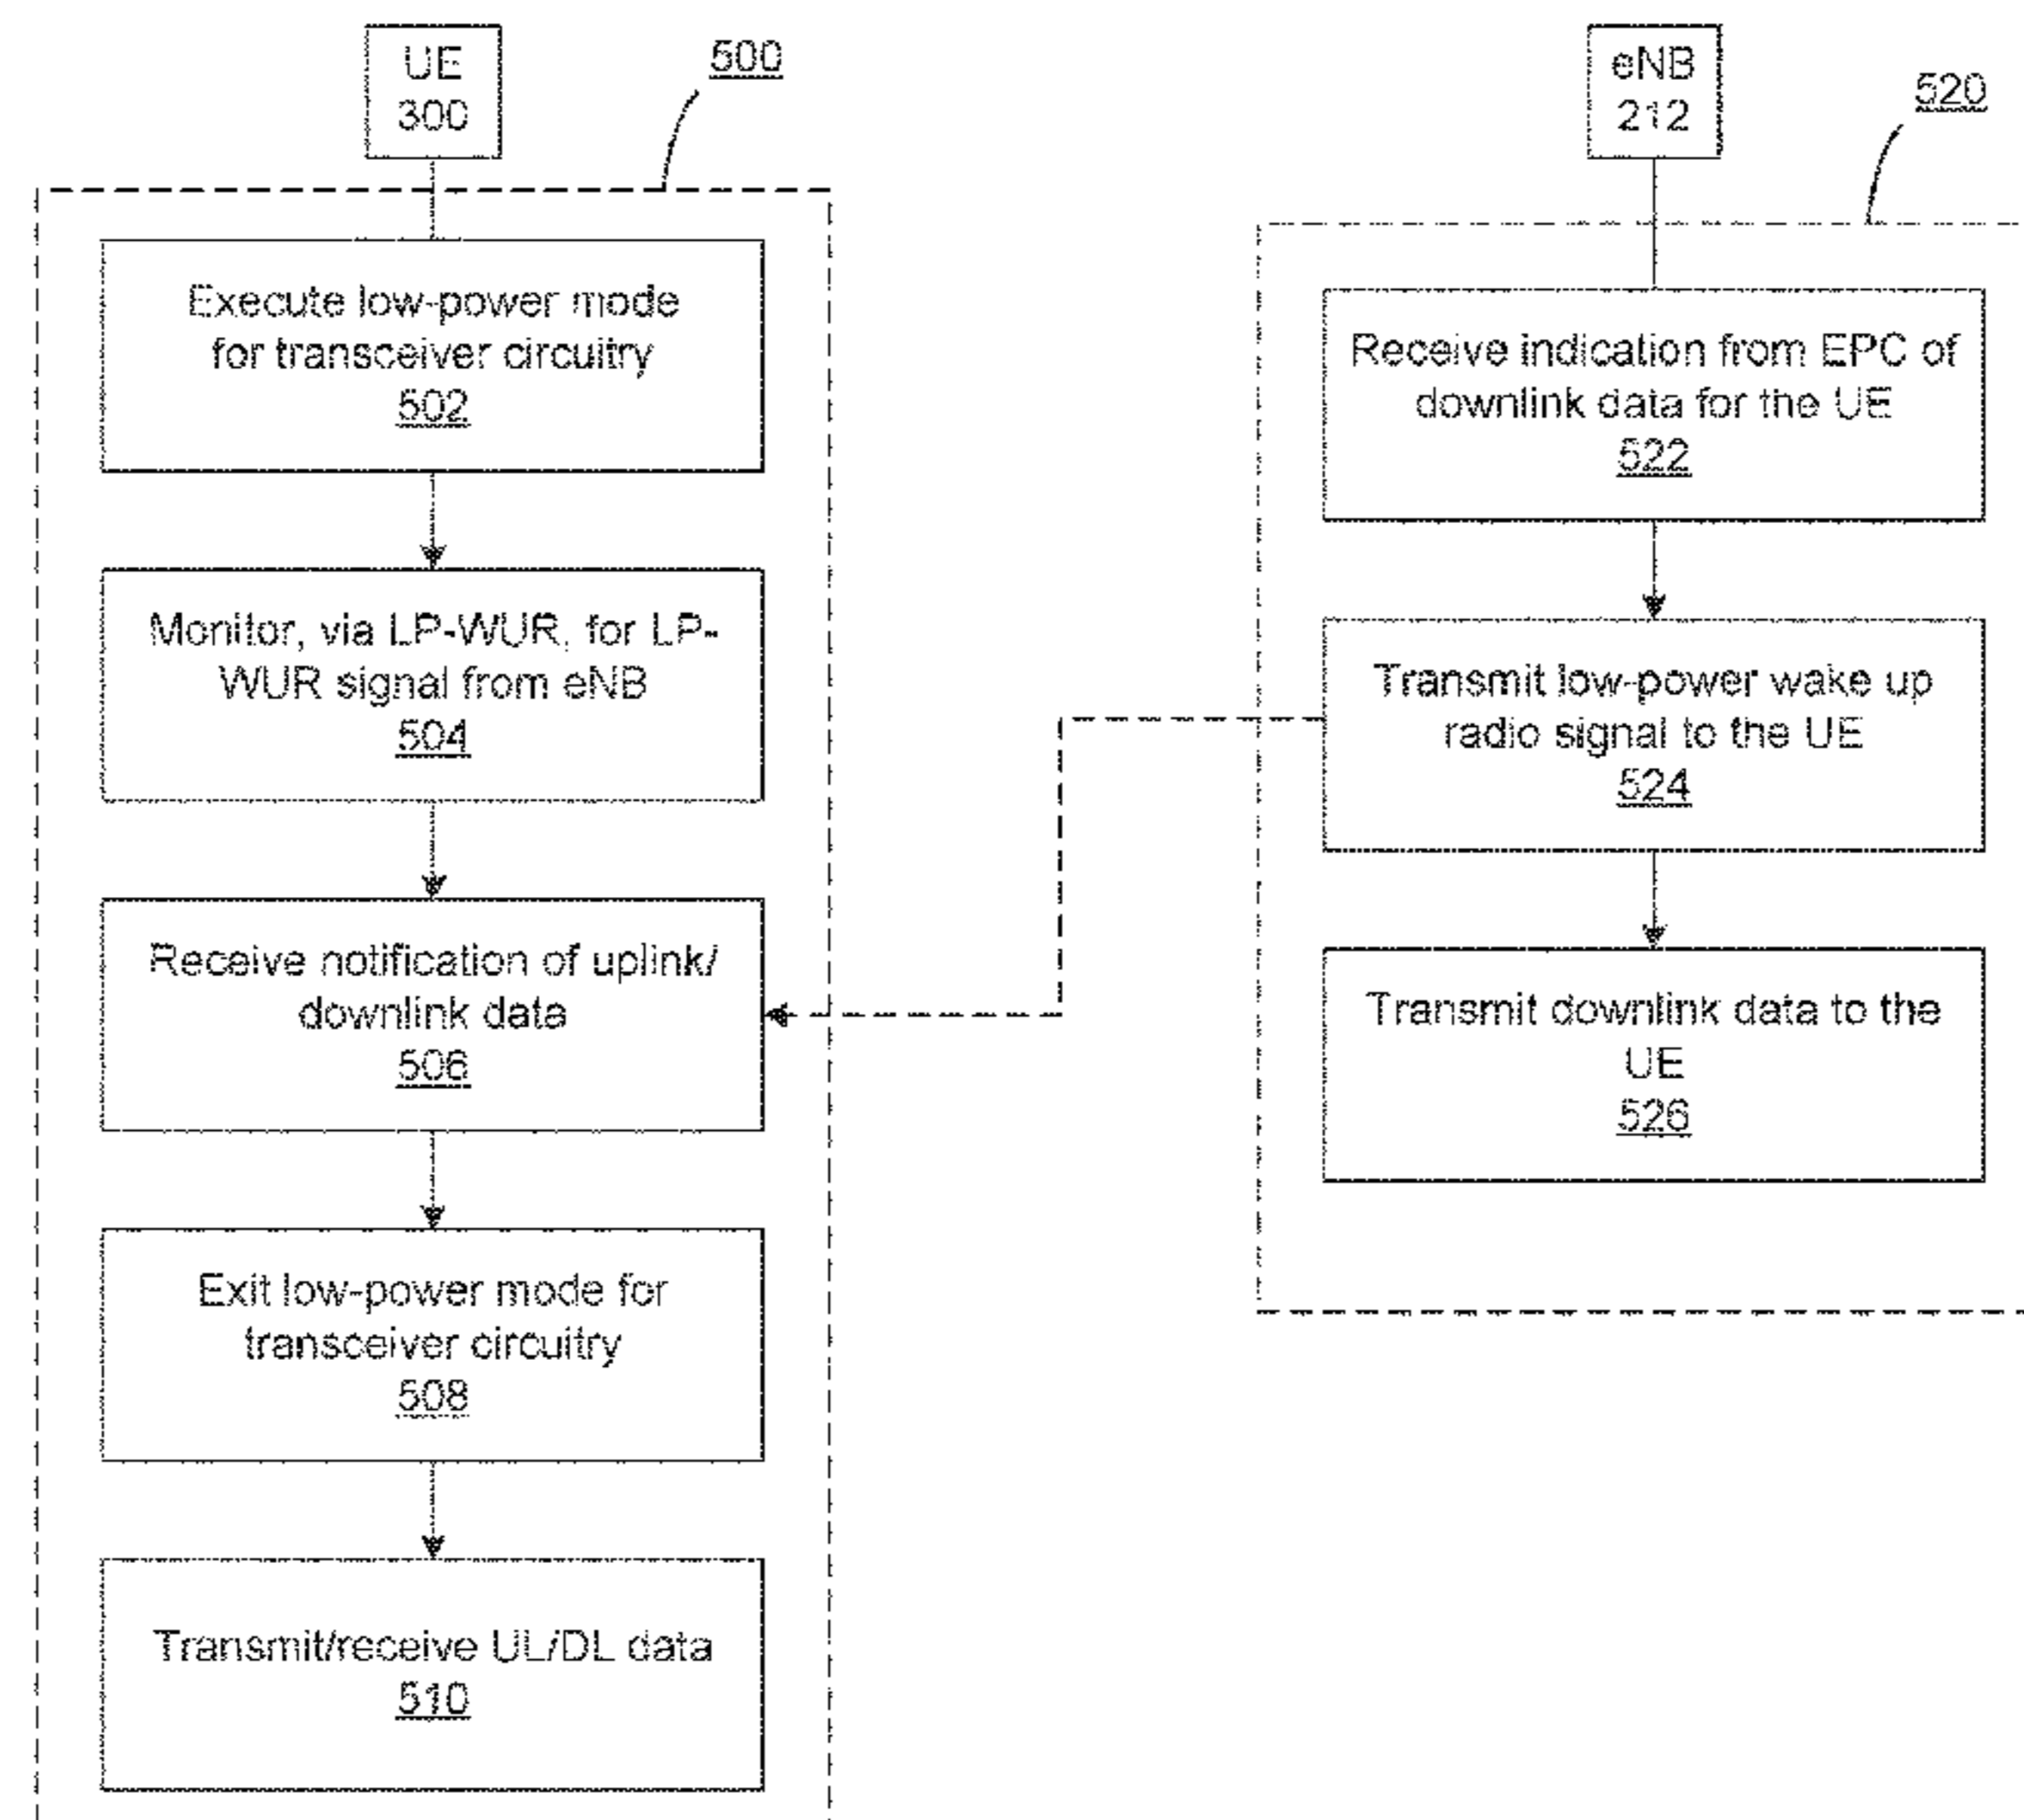 UE
300
500
Execute low-power mode
for transceiver circuitry
502
Monitor, via LP-WUR, for LP-
WUR signal from eNB
504
Receive notification of uplink/
downlink data
506
Exit low-power mode for
transceiver circuitry
508
Transmit/receive UL/DL data
510
eNB
212
520
Receive indication from EPC of
downlink data for the UE
522
Transmit low-power wake up
radio signal to the UE
524
Transmit downlink data to the
UE
526